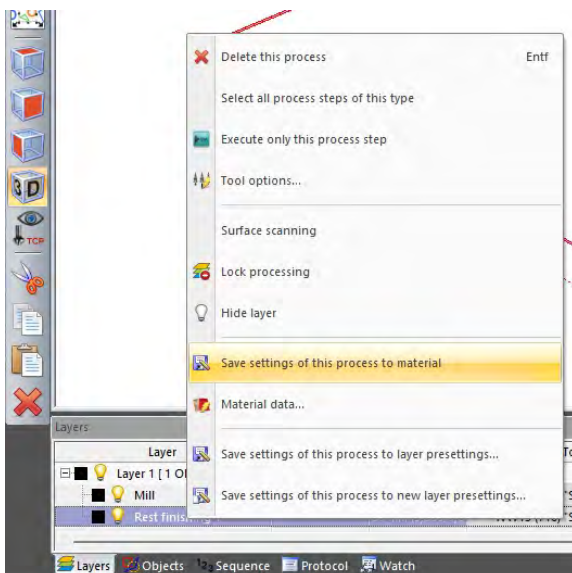 Delete this process Entf
Select all process steps of this type
Execute only this process step
Tool options...
3D
TCP
Surface scanning
Lock processing
Hide layer
Save settings of this process to material
Material data...
Layers
Layer
Save settings of this process to layer presettings...
Layer 1 [ 1 O
Mill
Save settings of this process to new layer presettings...
Rest finishing
Layers Objects Sequence Protocol Watch